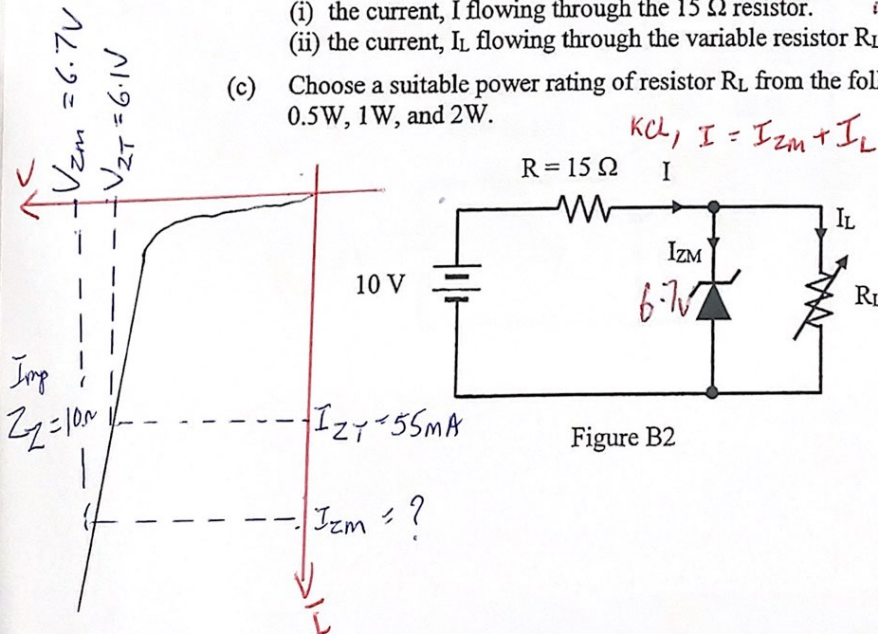 (i) the current, I flowing through the 15 Ω resistor.
(ii) the current, IL flowing through the variable resistor RL
(c) Choose a suitable power rating of resistor RL from the fol
0.5W, 1W, and 2W.
KCL, I = IZM + IL
R = 15 Ω I
IL
IZM
10 V
6.7V
RL
Figure B2
V
VZM = 6.7V
VZT = 6.1V
Imp
ZZ = 10Ω
IZT = 55mA
IZM = ?
I